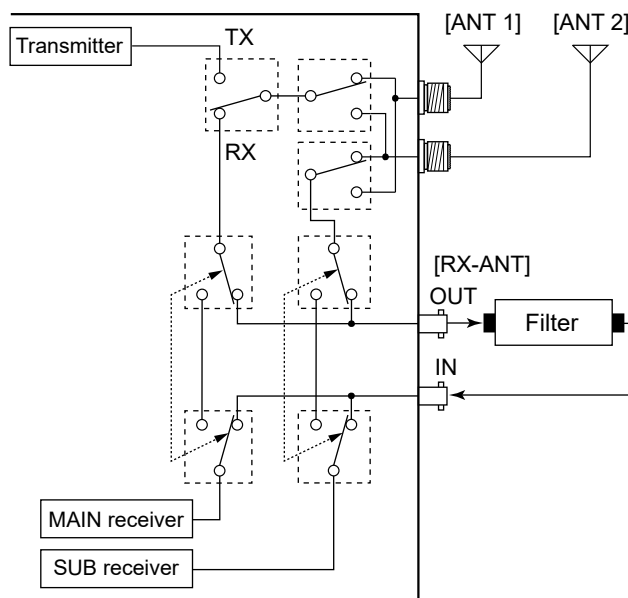 [ANT 1] [ANT 2]
Transmitter
TX
RX
[RX-ANT]
OUT
Filter
IN
MAIN receiver
SUB receiver